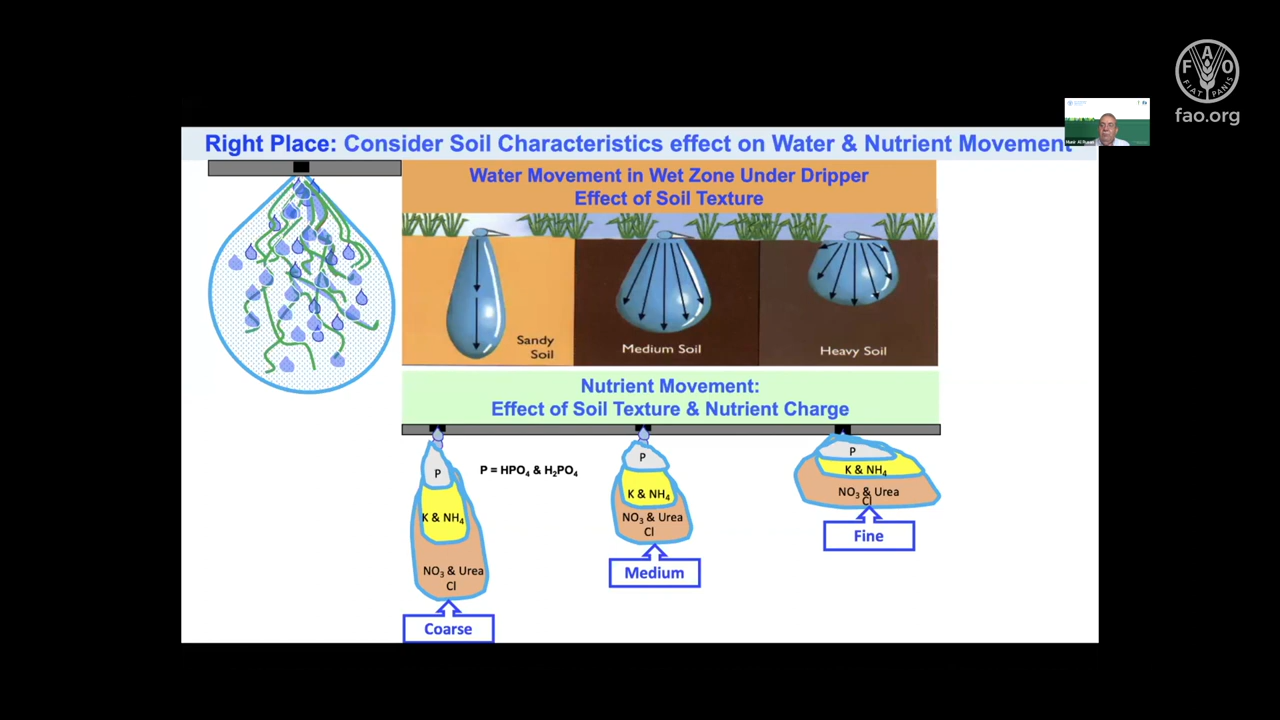 F A O
FIAT PANIS
fao.org
Right Place: Consider Soil Characteristics effect on Water & Nutrient Movement
Water Movement in Wet Zone Under Dripper
Effect of Soil Texture
Sandy
Soil
Medium Soil
Heavy Soil
Nutrient Movement:
Effect of Soil Texture & Nutrient Charge
P = HPO₄ & H₂PO₄
P
K & NH₄
NO₃ & Urea
Cl
Coarse
P
K & NH₄
NO₃ & Urea
Cl
Medium
P
K & NH₄
NO₃ & Urea
Cl
Fine